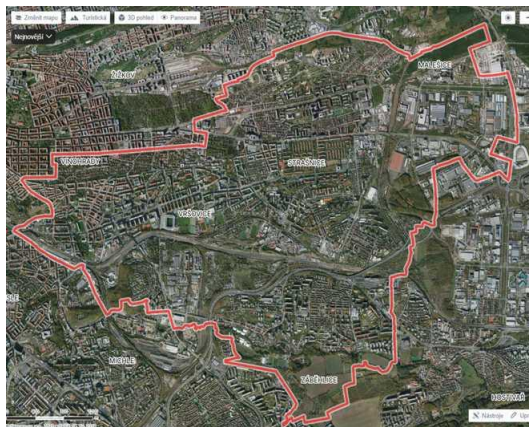 Změnit mapu
Turistická
3D pohled
Panorama
Nejnovější
ŽIŽKOV
MALEŠICE
VINOHRADY
STRAŠNICE
VRŠOVICE
MICHLE
ZÁBĚHLICE
HOSTIVAŘ
Nástroje